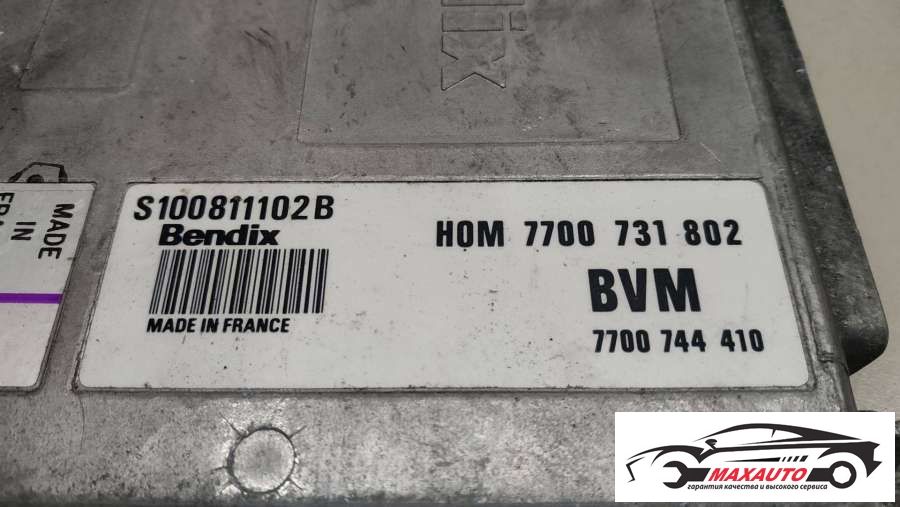 dix
MADE
IN
S100811102B
Bendix
MADE IN FRANCE
HOM 7700 731 802
BVM
7700 744 410
MAXAUTO
гарантия качества и высокого сервиса